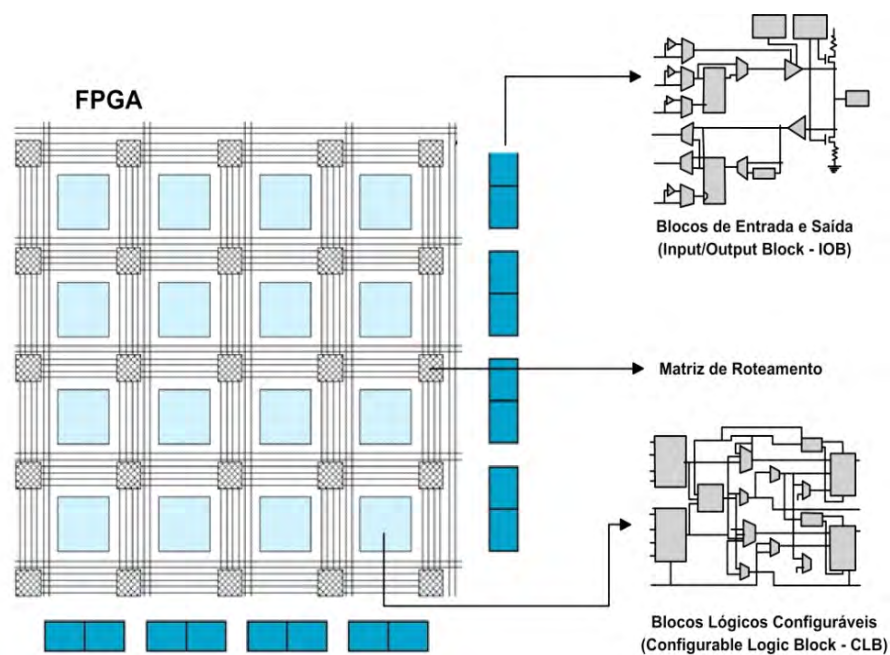 FPGA
Blocos de Entrada e Saída
(Input/Output Block - IOB)
Matriz de Roteamento
Blocos Lógicos Configuráveis
(Configurable Logic Block - CLB)